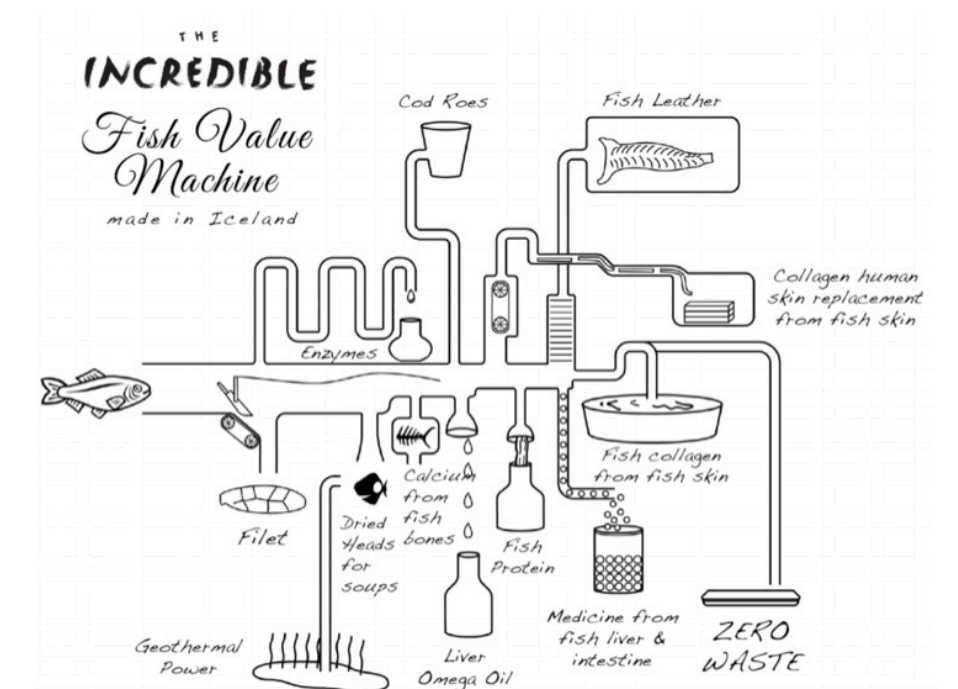 THE
INCREDIBLE
Fish Value
Machine
made in Iceland
Cod Roes
Fish Leather
Collagen human
skin replacement
from fish skin
Enzymes
Fish collagen
from fish skin
Filet
Dried
Heads
for
soups
Calcium
from
fish
bones
Fish
Protein
Medicine from
fish liver &
intestine
ZERO
WASTE
Geothermal
Power
Liver
Omega Oil